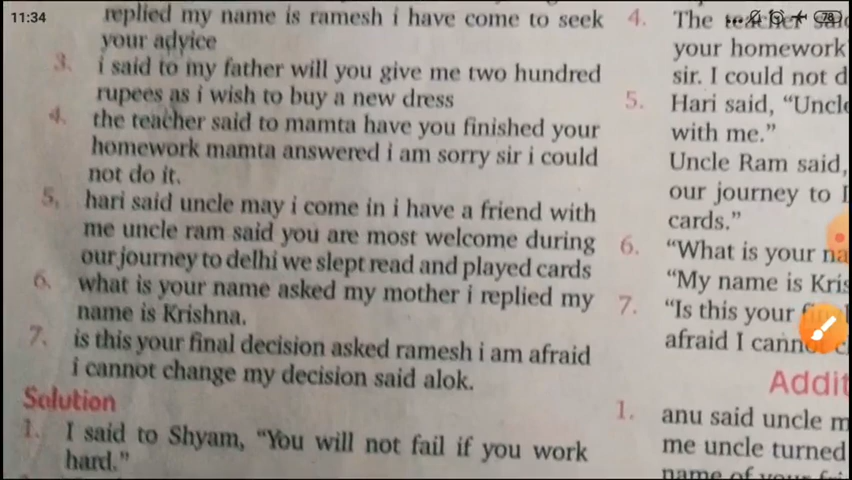 11:34
78
replied my name is ramesh i have come to seek
your advice
3. i said to my father will you give me two hundred
rupees as i wish to buy a new dress
4. the teacher said to mamta have you finished your
homework mamta answered i am sorry sir i could
not do it.
5. hari said uncle may i come in i have a friend with
me uncle ram said you are most welcome during
our journey to delhi we slept read and played cards
6. what is your name asked my mother i replied my
name is Krishna.
7. is this your final decision asked ramesh i am afraid
i cannot change my decision said alok.
Solution
1. I said to Shyam, “You will not fail if you work
hard.”
4. The teacher
your homework
sir. I could not d
5. Hari said, “Uncle
with me.”
Uncle Ram said,
our journey to
cards.”
6. “What is your na
“My name is Kris
7. “Is this your
afraid I
Addit
1. anu said uncle m
me uncle turned
name of your